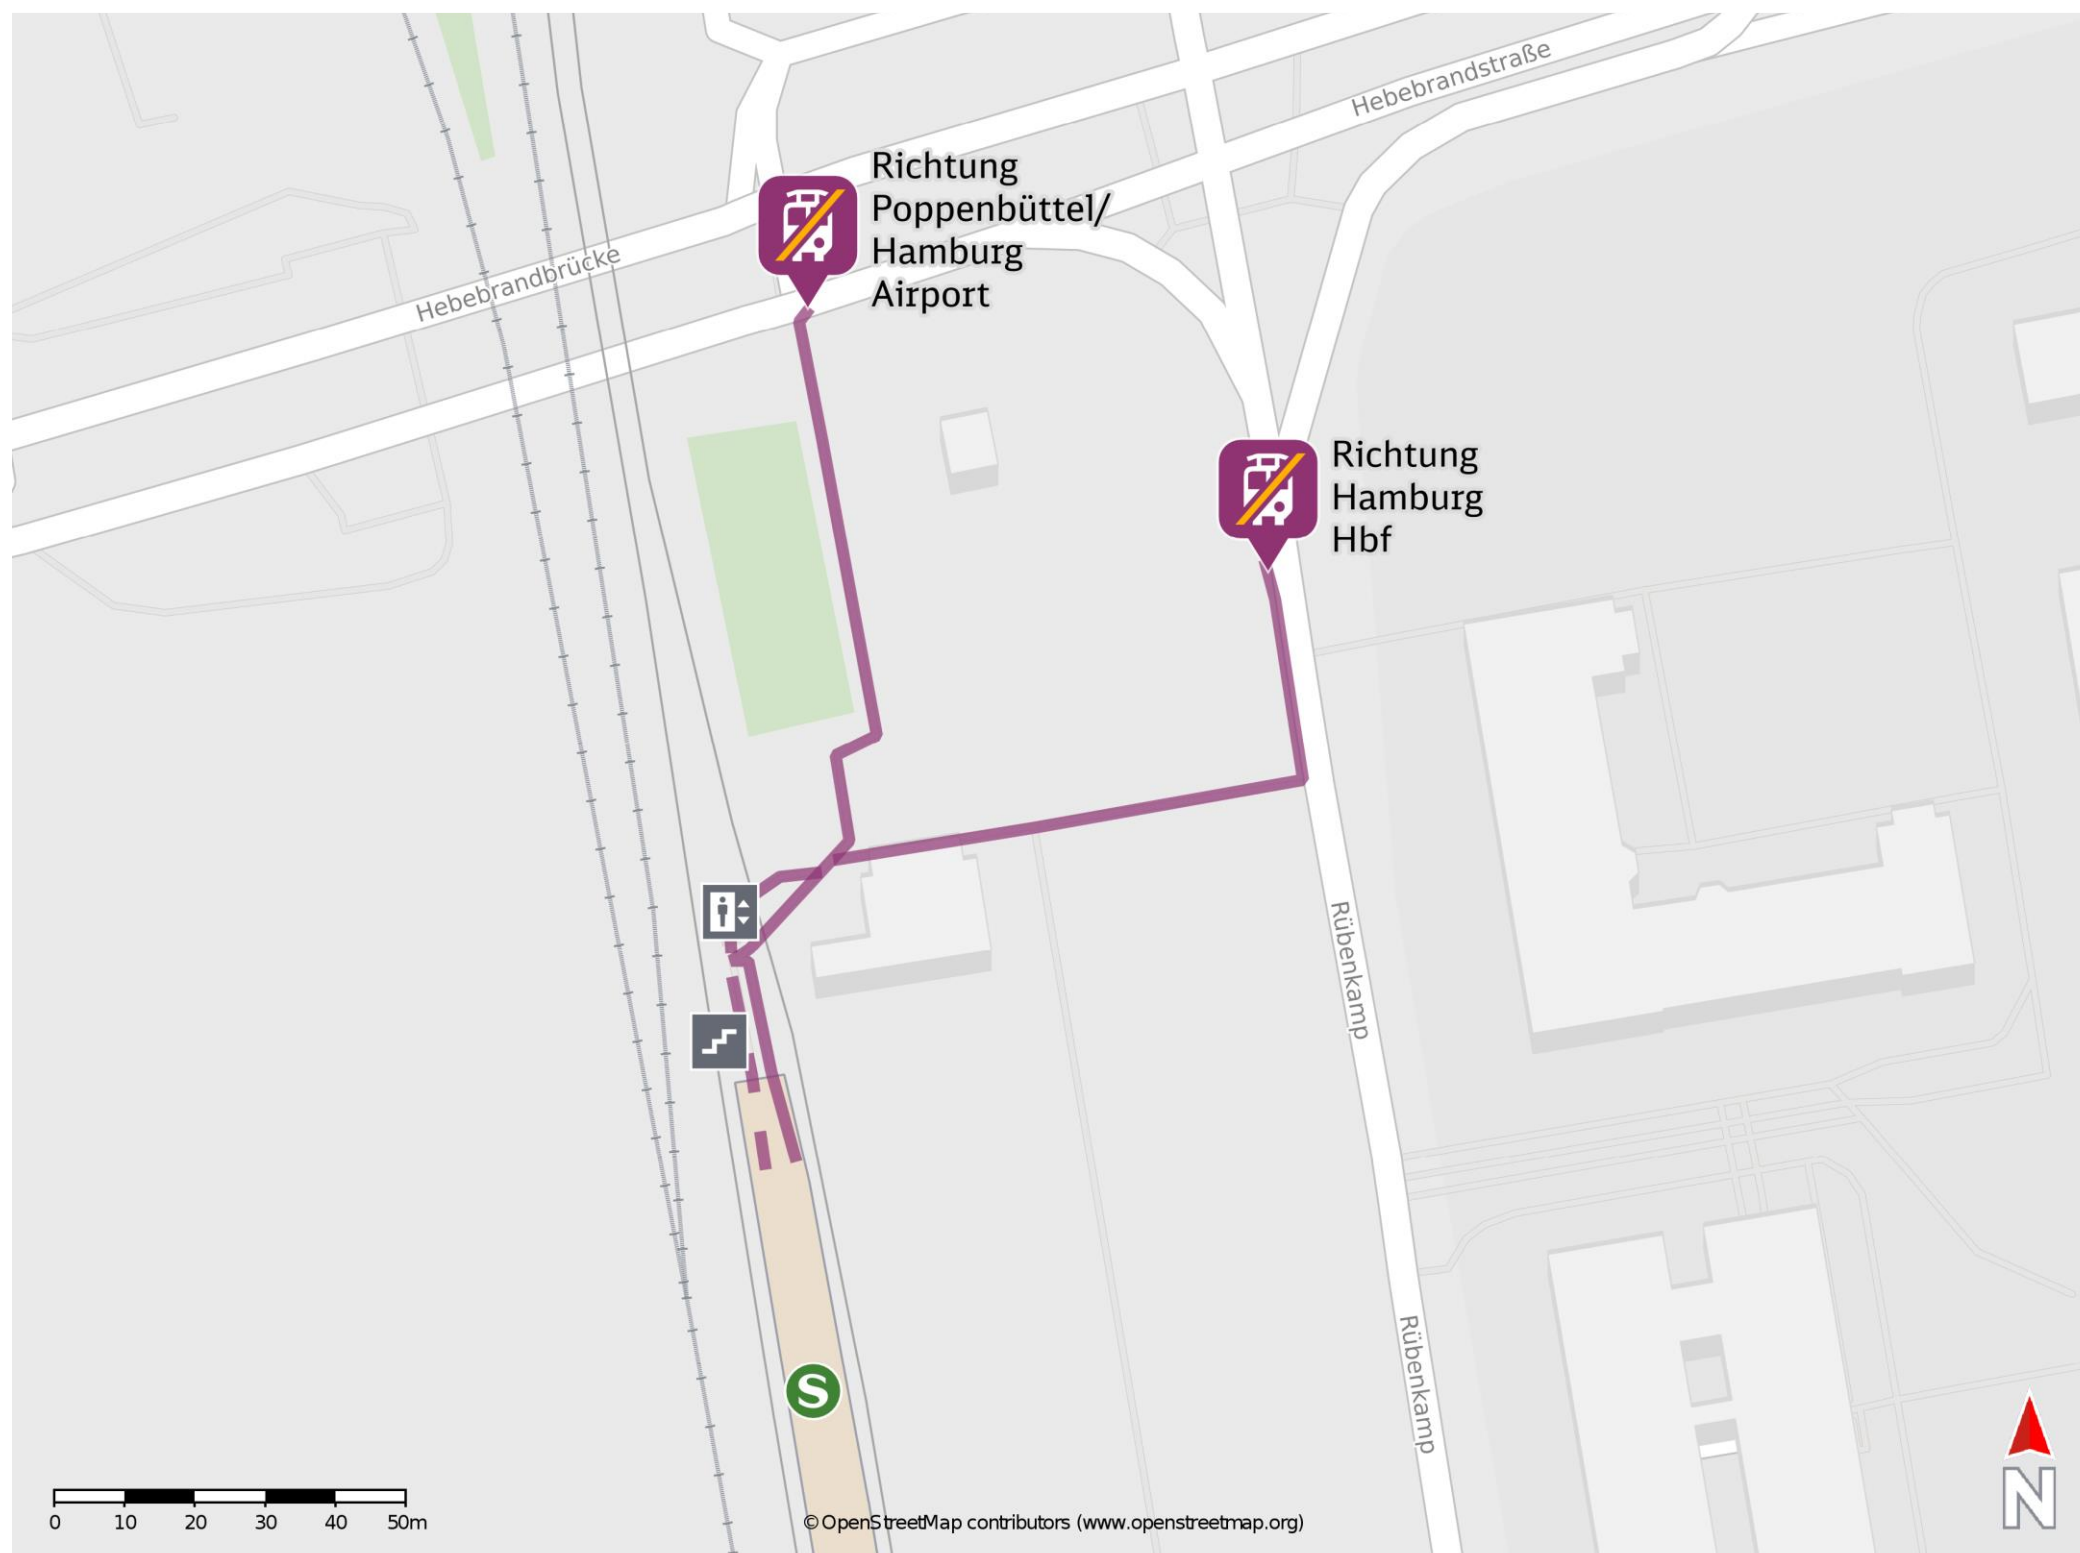 Hebebrandstraße
Richtung
Poppenbüttel/
Hamburg
Airport
Hebebrandbrücke
Richtung
Hamburg
Hbf
Rübenkamp
Rübenkamp
S
N
0 10 20 30 40 50m
©OpenStreetMap contributors (www.openstreetmap.org)